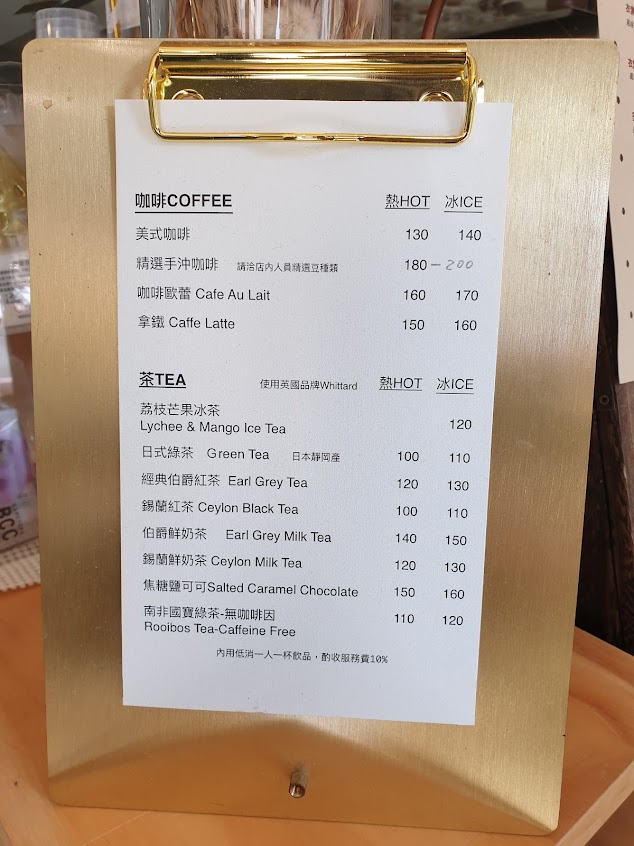 咖啡COFFEE 熱HOT 冰ICE
美式咖啡 130 140
精選手沖咖啡 請洽店內人員精選豆種類 180-200
咖啡歐蕾 Cafe Au Lait 160 170
拿鐵 Caffe Latte 150 160
茶TEA 使用英國品牌Whittard 熱HOT 冰ICE
荔枝芒果冰茶
Lychee & Mango Ice Tea 120
日式綠茶 Green Tea 日本靜岡產 100 110
經典伯爵紅茶 Earl Grey Tea 120 130
錫蘭紅茶 Ceylon Black Tea 100 110
伯爵鮮奶茶 Earl Grey Milk Tea 140 150
錫蘭鮮奶茶 Ceylon Milk Tea 120 130
焦糖鹽可可Salted Caramel Chocolate 150 160
南非國寶綠茶-無咖啡因 110 120
Rooibos Tea-Caffeine Free
內用低消一人一杯飲品，酌收服務費10%